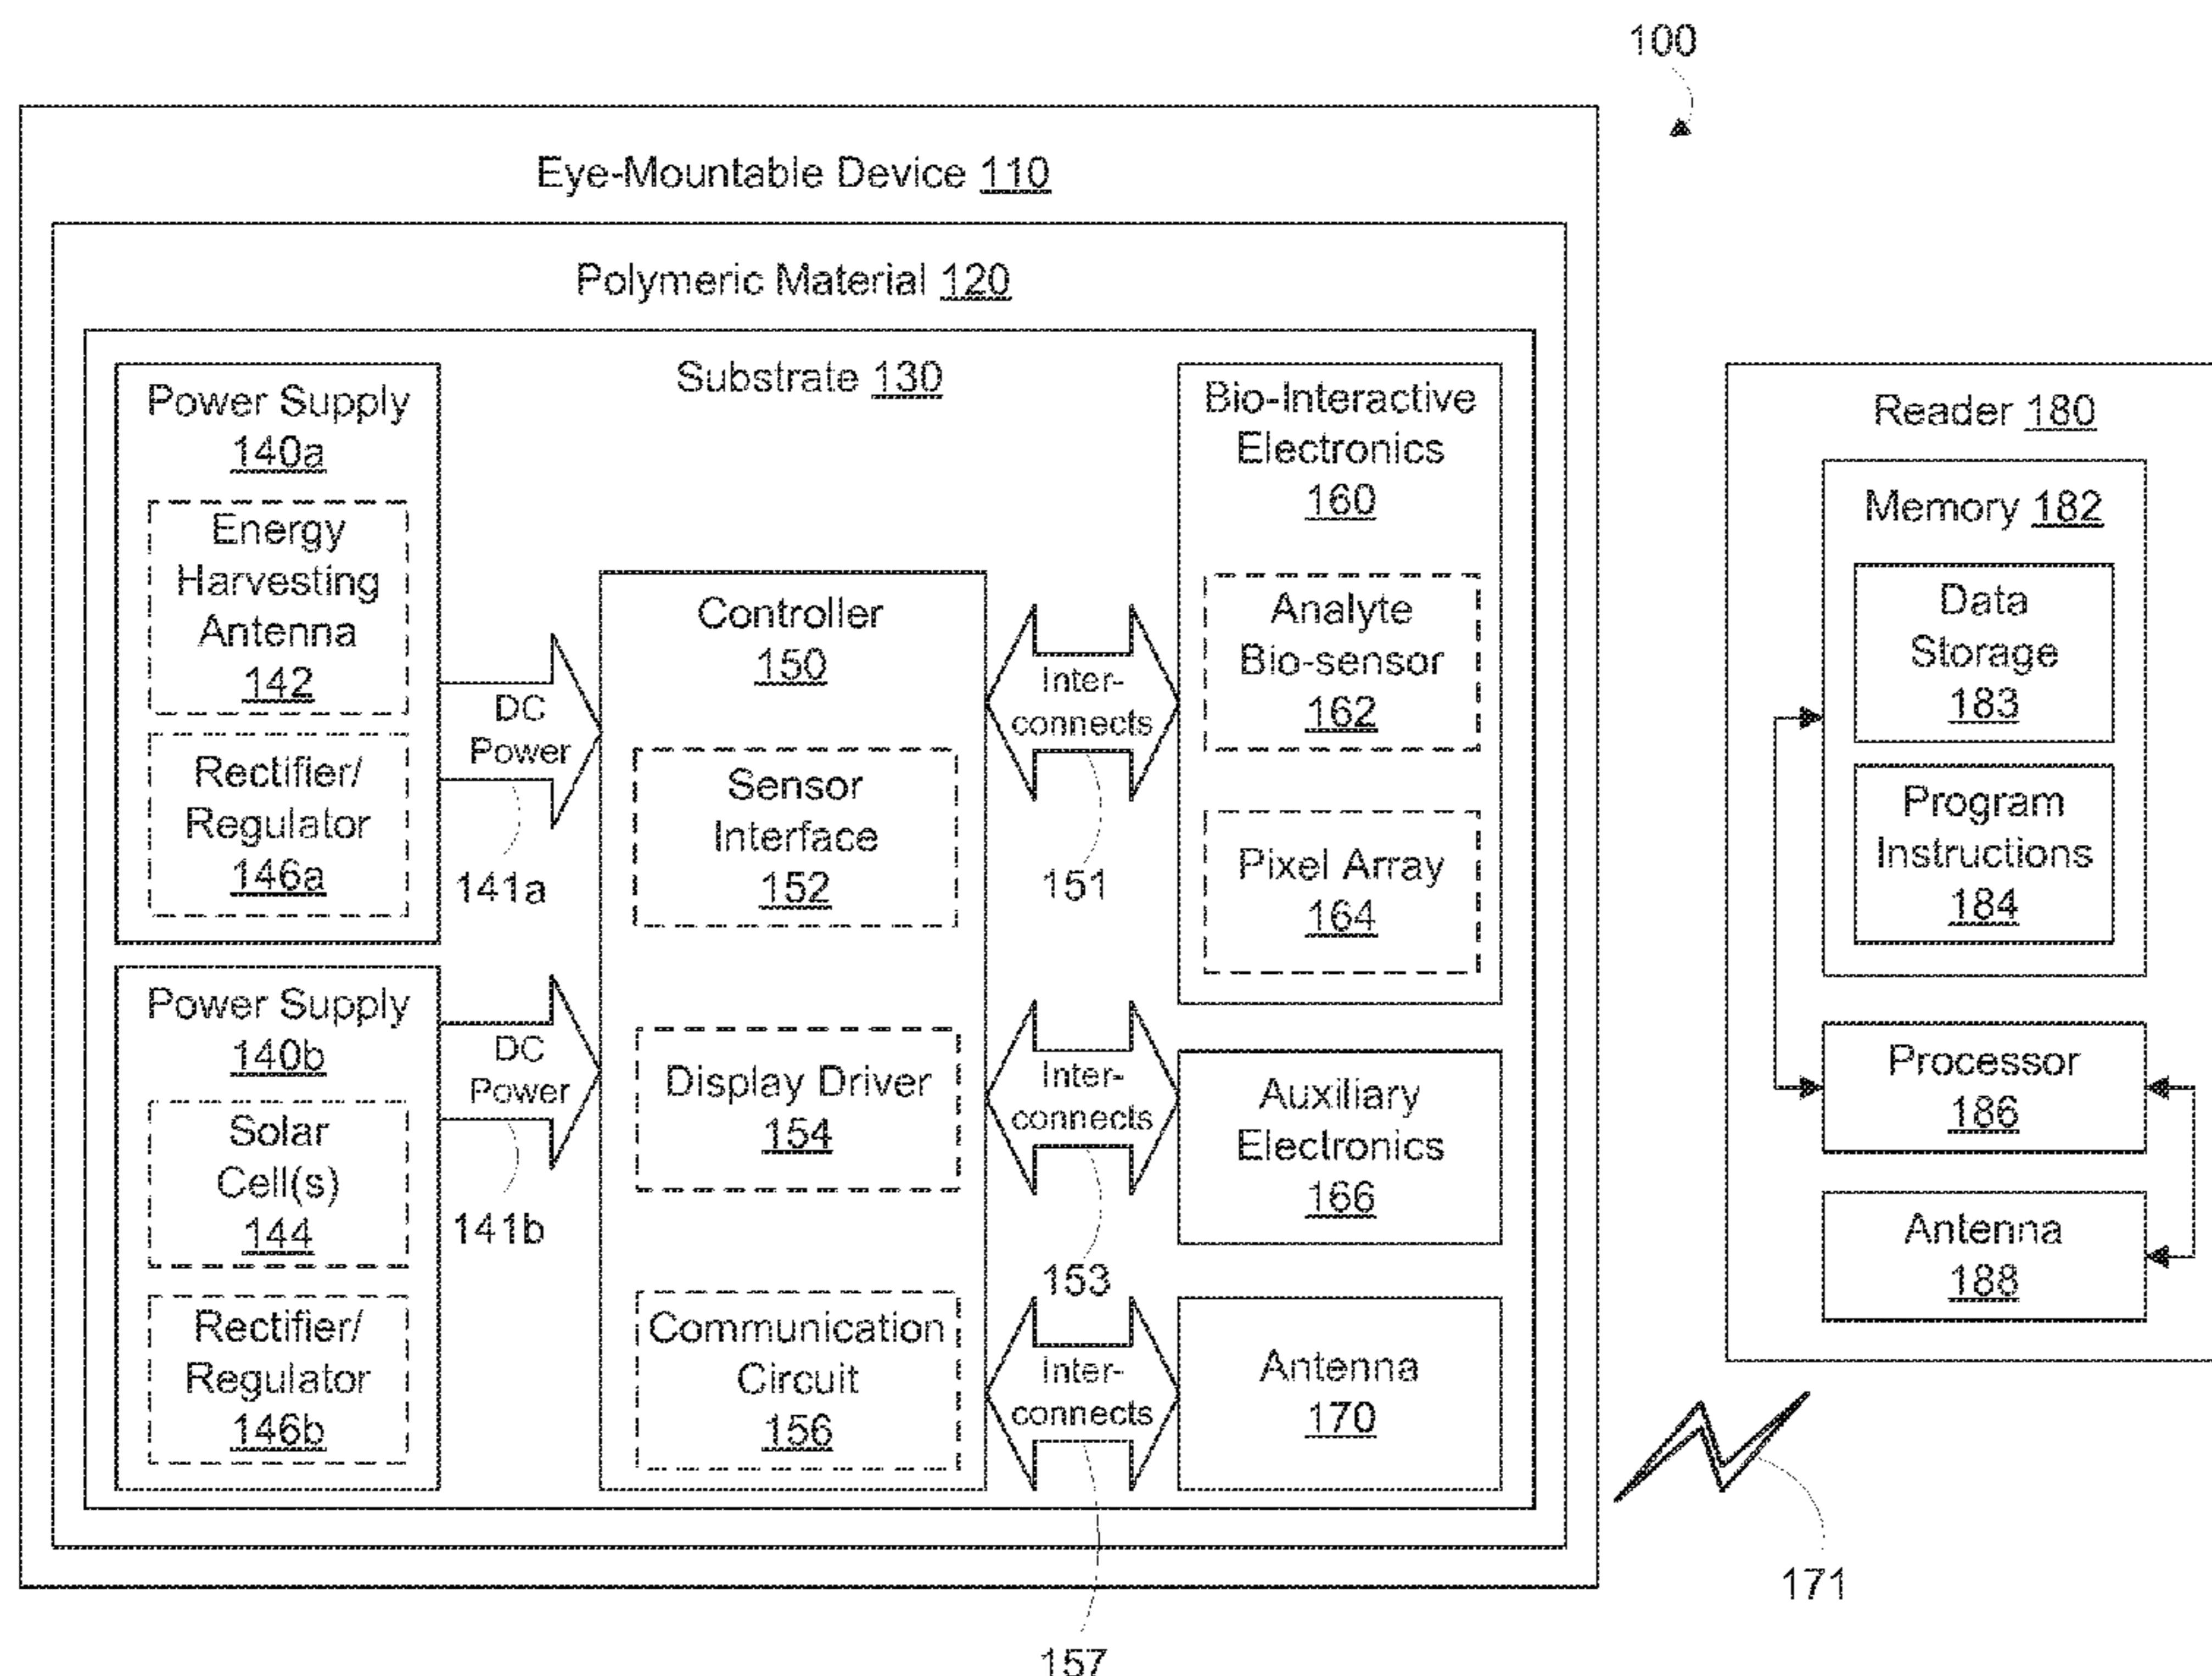 100
Eye-Mountable Device 110
Polymeric Material 120
Substrate 130
Power Supply
140a
Energy
Harvesting
Antenna
142
Rectifier/
Regulator
146a
DC
Power
141a
Power Supply
140b
Solar
Cell(s)
144
Rectifier/
Regulator
146b
DC
Power
141b
Controller
150
Sensor
Interface
152
Display Driver
154
Communication
Circuit
156
Inter-
connects
151
Inter-
connects
153
Inter-
connects
157
Bio-Interactive
Electronics
160
Analyte
Bio-sensor
162
Pixel Array
164
Auxiliary
Electronics
166
Antenna
170
171
Reader 180
Memory 182
Data
Storage
183
Program
Instructions
184
Processor
186
Antenna
188